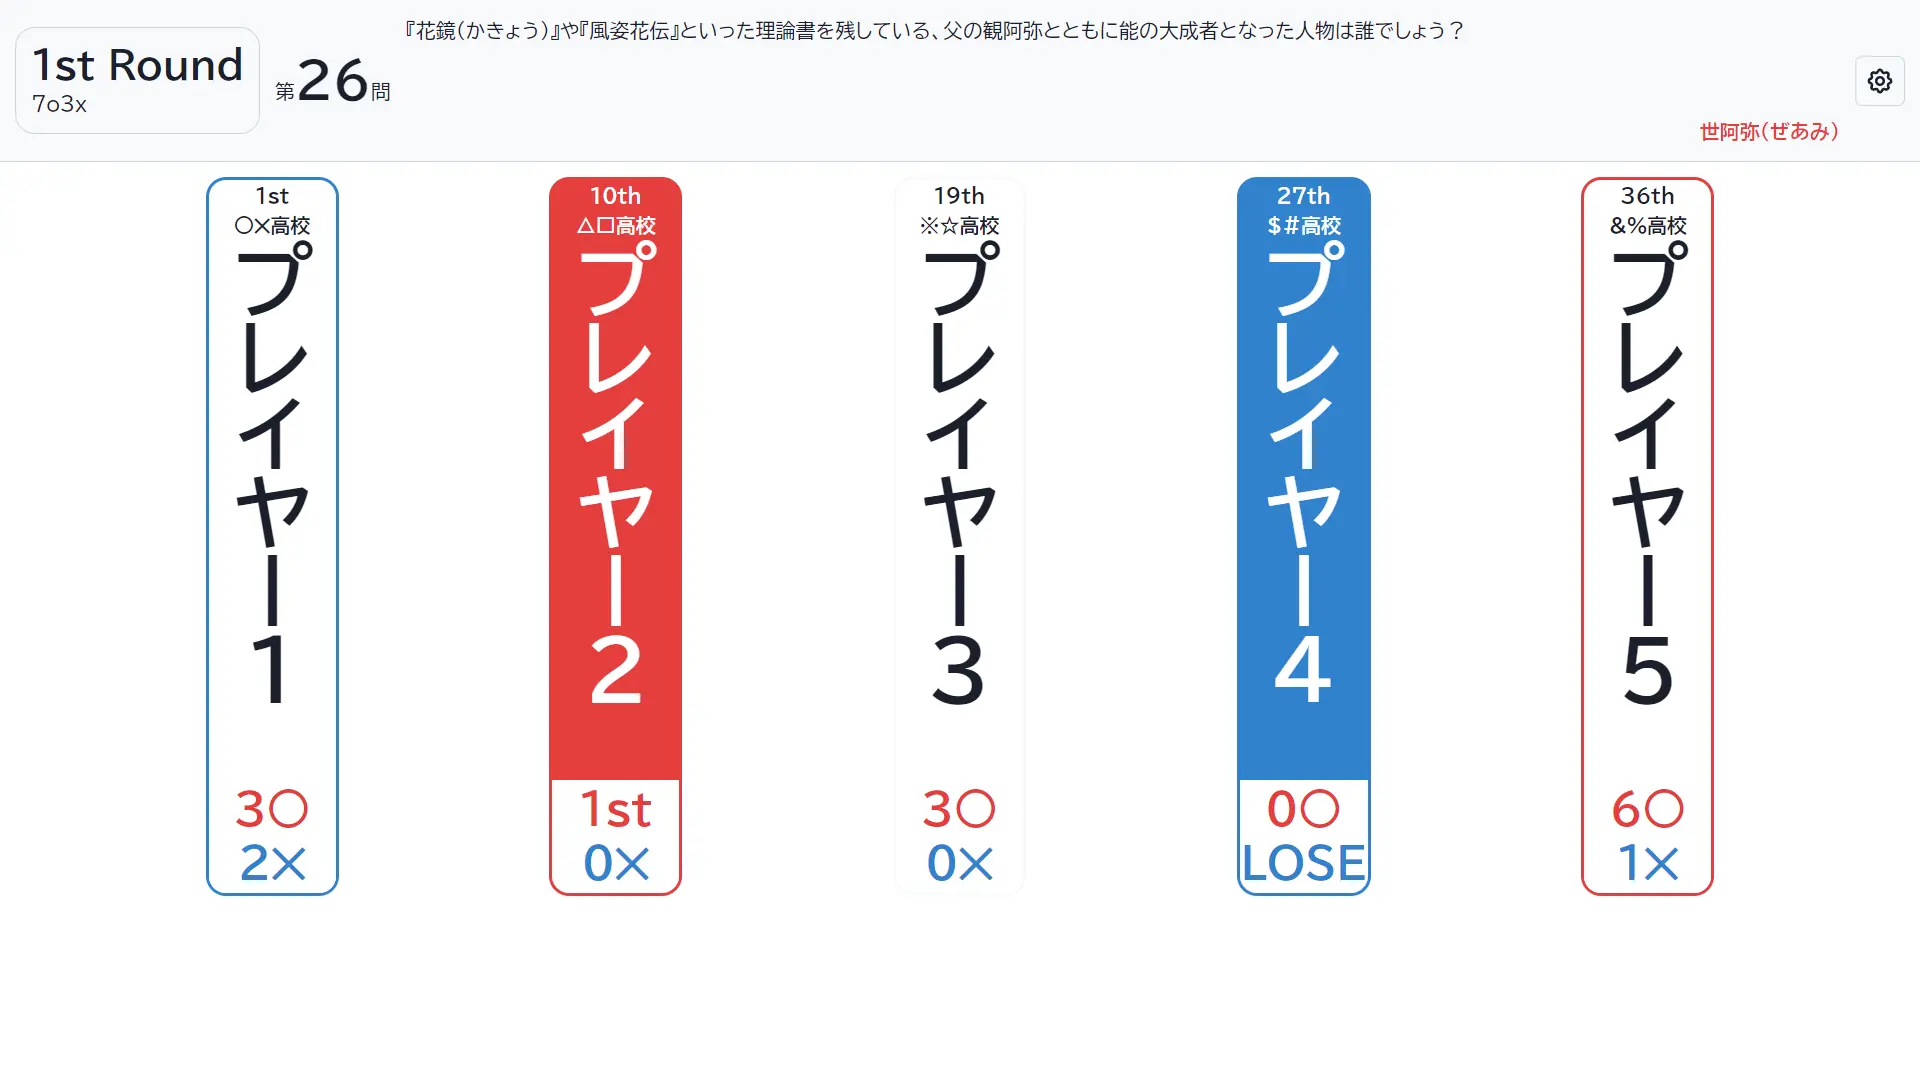 『花鏡(かきょう)』や『風姿花伝』といった理論書を残している、父の観阿弥とともに能の大成者となった人物は誰でしょう？
1st Round
7o3x
第26問
世阿弥(ぜあみ)
1st
○×高校
プレイヤー1
3○
2×
10th
△□高校
プレイヤー2
1st
0×
19th
※☆高校
プレイヤー3
3○
0×
27th
$#高校
プレイヤー4
0○
LOSE
36th
&%高校
プレイヤー5
6○
1×